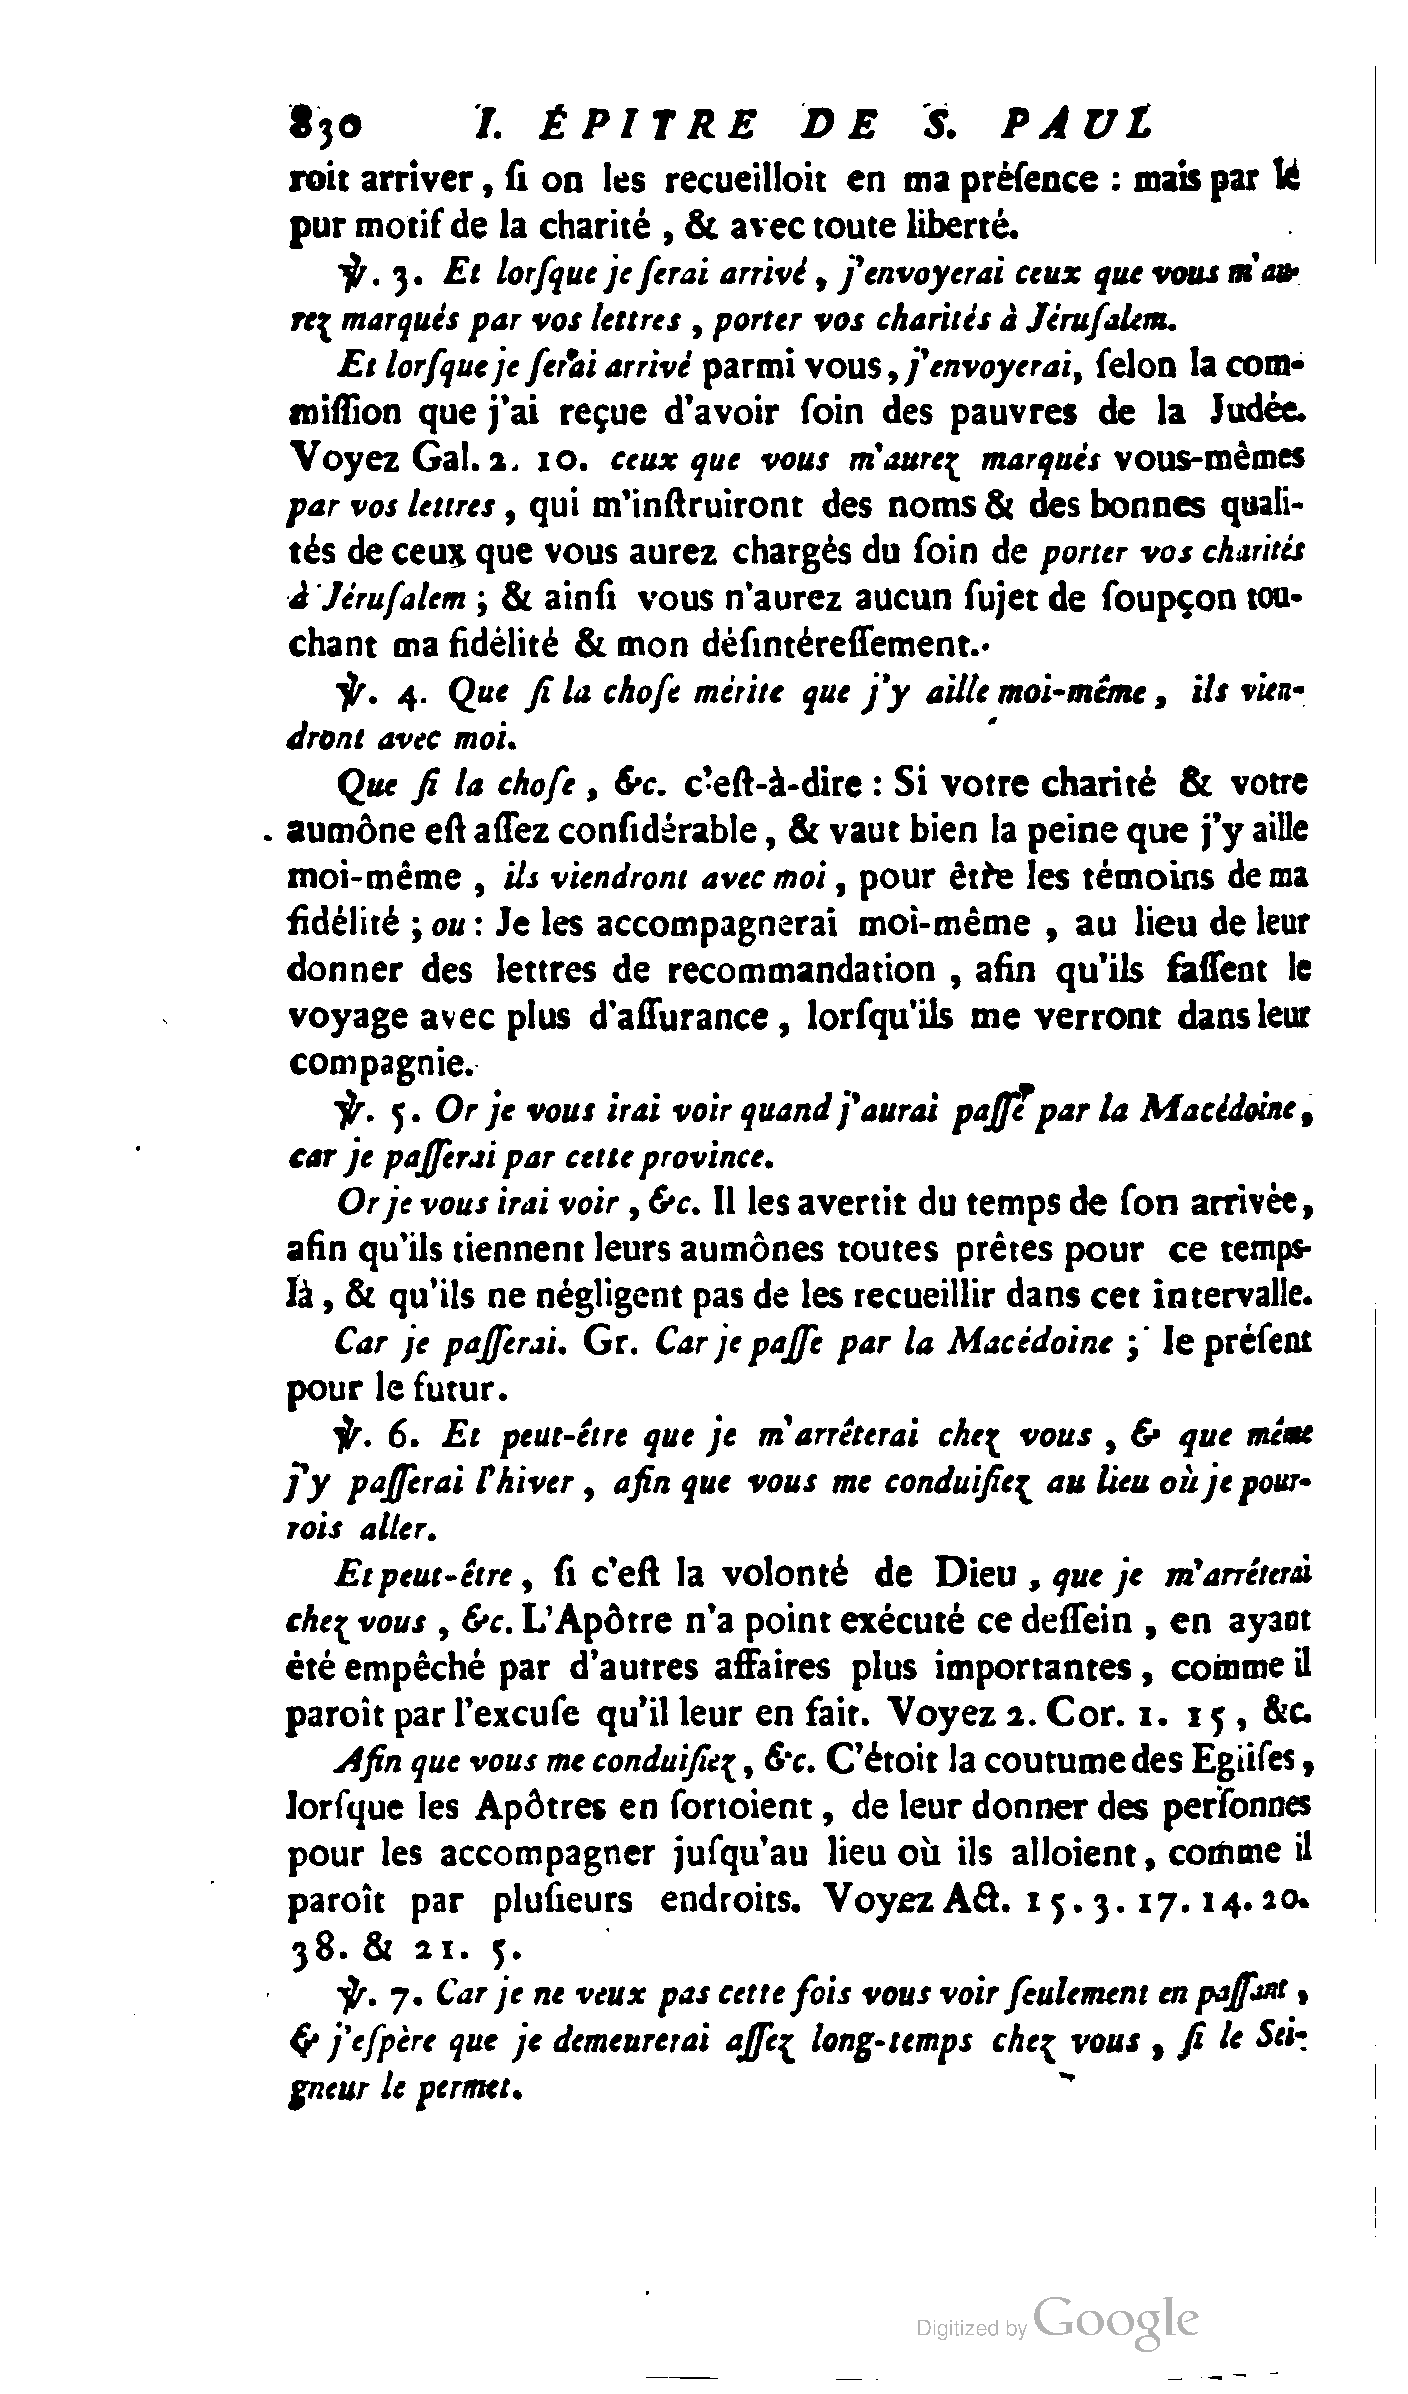 830 I. ÉPITRE DE S. PAUL
roit arriver, ſi on les recueilloit en ma préſence : mais par le
pur motif de la charité, & avec toute liberté.
℣. 3. Et lorſque je ſerai arrivé, j'envoyerai ceux que vous m'au-
rez marqués par vos lettres, porter vos charités à Jéruſalem.
Et lorſque je ſerai arrivé parmi vous, j'envoyerai, ſelon la com-
miſſion que j'ai reçue d'avoir ſoin des pauvres de la Judée.
Voyez Gal. 2. 10. ceux que vous m'aurez marqués vous-mêmes
par vos lettres, qui m'inſtruiront des noms & des bonnes quali-
tés de ceux que vous aurez chargés du ſoin de porter vos charités
à Jéruſalem ; & ainſi vous n'aurez aucun ſujet de ſoupçon tou-
chant ma fidélité & mon déſintéreſſement.
℣. 4. Que ſi la choſe mérite que j'y aille moi-même, ils vien-
dront avec moi.
Que ſi la choſe, &c. c'eſt-à-dire : Si votre charité & votre
aumône eſt aſſez conſidérable, & vaut bien la peine que j'y aille
moi-même, ils viendront avec moi, pour être les témoins de ma
fidélité ; ou : Je les accompagnerai moi-même, au lieu de leur
donner des lettres de recommandation, afin qu'ils faſſent le
voyage avec plus d'aſſurance, lorſqu'ils me verront dans leur
compagnie.
℣. 5. Or je vous irai voir quand j'aurai paſſé par la Macédoine,
car je paſſerai par cette province.
Or je vous irai voir, &c. Il les avertit du temps de ſon arrivée,
afin qu'ils tiennent leurs aumônes toutes prêtes pour ce temps-
là, & qu'ils ne négligent pas de les recueillir dans cet intervalle.
Car je paſſerai. Gr. Car je paſſe par la Macédoine ; le préſent
pour le futur.
℣. 6. Et peut-être que je m'arrêterai chez vous, & que même
j'y paſſerai l'hiver, afin que vous me conduiſiez au lieu où je pour-
rois aller.
Et peut-être, ſi c'eſt la volonté de Dieu, que je m'arrêterai
chez vous, &c. L'Apôtre n'a point exécuté ce deſſein, en ayant
été empêché par d'autres affaires plus importantes, comme il
paroît par l'excuſe qu'il leur en fait. Voyez 2. Cor. 1. 15, &c.
Afin que vous me conduiſiez, &c. C'étoit la coutume des Egliſes,
lorſque les Apôtres en ſortoient, de leur donner des perſonnes
pour les accompagner juſqu'au lieu où ils alloient, comme il
paroît par pluſieurs endroits. Voyez Act. 15. 3. 17. 14. 20.
38. & 21. 5.
℣. 7. Car je ne veux pas cette fois vous voir ſeulement en paſſant,
& j'eſpère que je demeurerai aſſez long-temps chez vous, ſi le Sei-
gneur le permet.
Digitized by Google